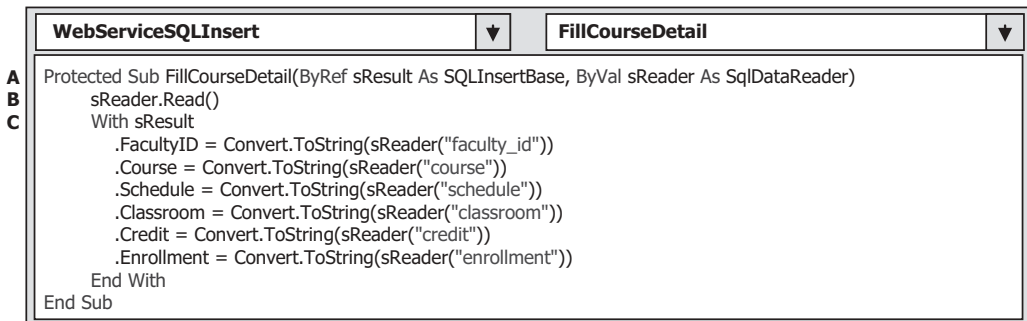 WebServiceSQLInsert FillCourseDetail
A Protected Sub FillCourseDetail(ByRef sResult As SQLInsertBase, ByVal sReader As SqlDataReader)
B sReader.Read()
C With sResult
.FacultyID = Convert.ToString(sReader("faculty_id"))
.Course = Convert.ToString(sReader("course"))
.Schedule = Convert.ToString(sReader("schedule"))
.Classroom = Convert.ToString(sReader("classroom"))
.Credit = Convert.ToString(sReader("credit"))
.Enrollment = Convert.ToString(sReader("enrollment"))
End With
End Sub